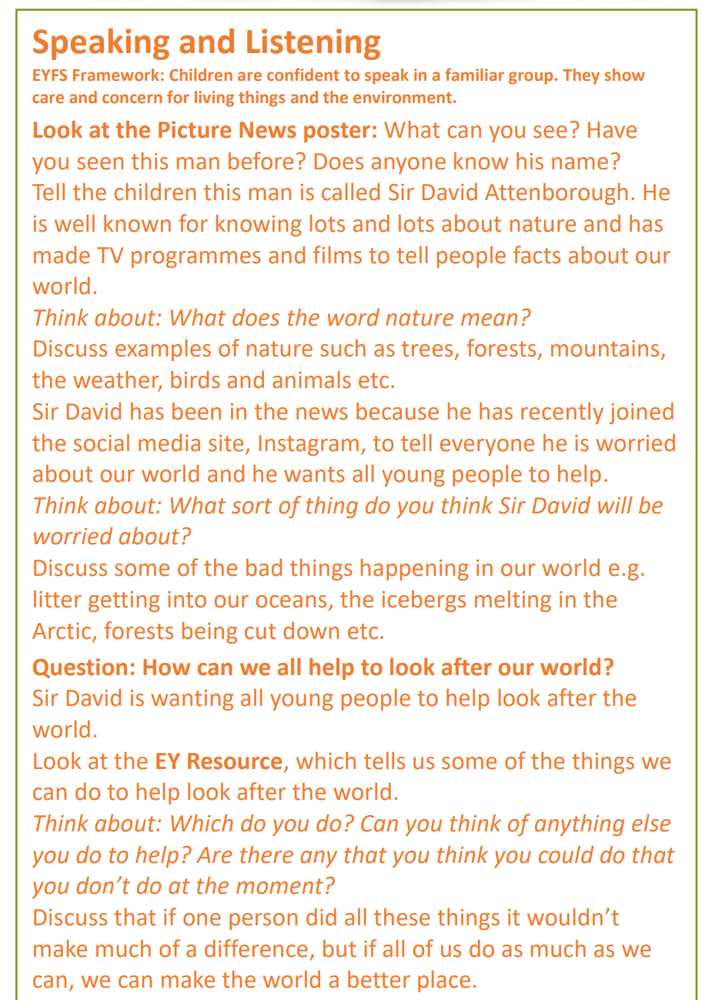 Speaking and Listening
EYFS Framework: Children are confident to speak in a familiar group. They show
care and concern for living things and the environment.
Look at the Picture News poster: What can you see? Have
you seen this man before? Does anyone know his name?
Tell the children this man is called Sir David Attenborough. He
is well known for knowing lots and lots about nature and has
made TV programmes and films to tell people facts about our
world.
Think about: What does the word nature mean?
Discuss examples of nature such as trees, forests, mountains,
the weather, birds and animals etc.
Sir David has been in the news because he has recently joined
the social media site, Instagram, to tell everyone he is worried
about our world and he wants all young people to help.
Think about: What sort of thing do you think Sir David will be
worried about?
Discuss some of the bad things happening in our world e.g.
litter getting into our oceans, the icebergs melting in the
Arctic, forests being cut down etc.
Question: How can we all help to look after our world?
Sir David is wanting all young people to help look after the
world.
Look at the EY Resource, which tells us some of the things we
can do to help look after the world.
Think about: Which do you do? Can you think of anything else
you do to help? Are there any that you think you could do that
you don’t do at the moment?
Discuss that if one person did all these things it wouldn’t
make much of a difference, but if all of us do as much as we
can, we can make the world a better place.